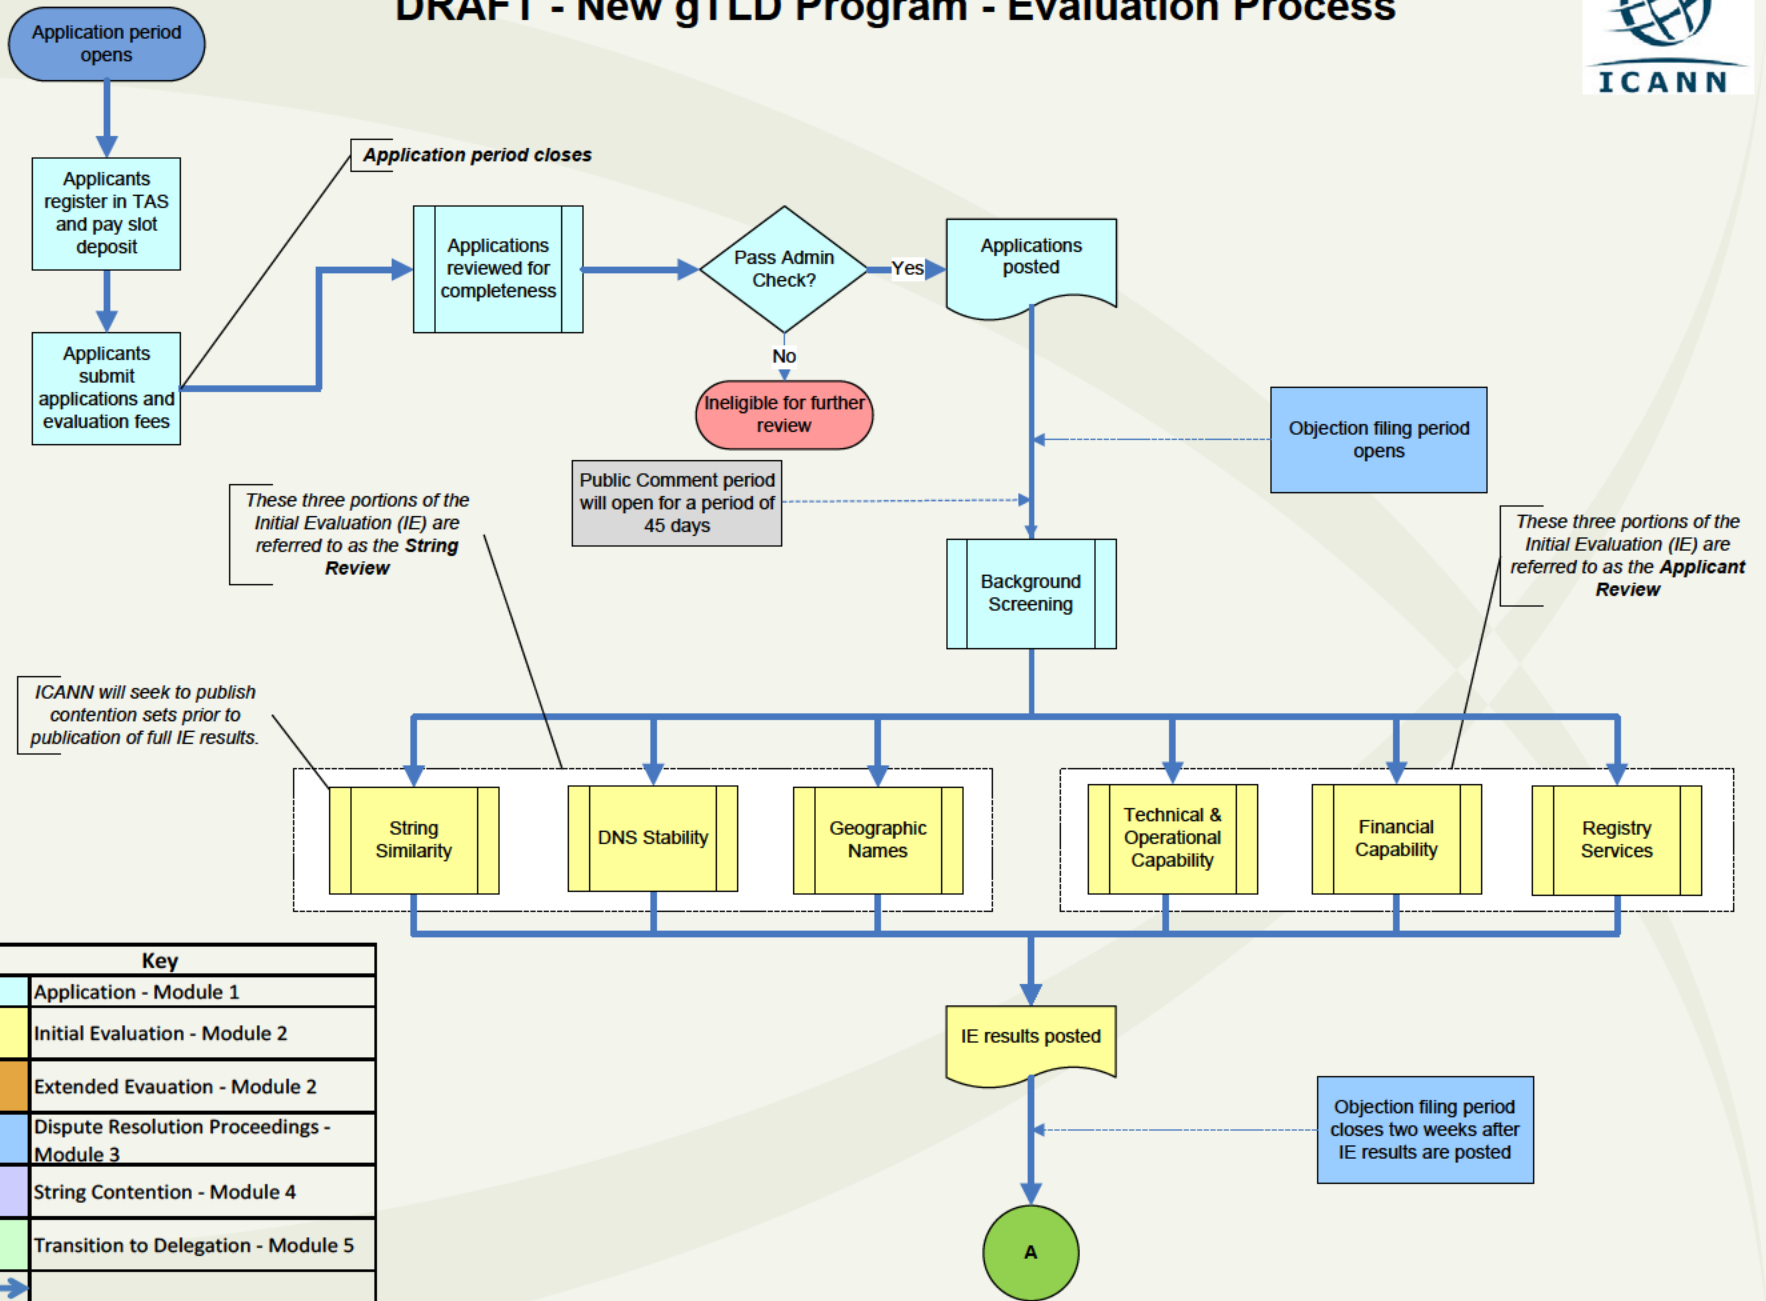 DRAFT - New gTLD Program - Evaluation Process
ICANN
Application period
opens
Applicants
register in TAS
and pay slot
deposit
Applicants
submit
applications and
evaluation fees
Application period closes
Applications
reviewed for
completeness
Pass Admin
Check?
Yes
No
Ineligible for further
review
Applications
posted
Objection filing period
opens
Public Comment period
will open for a period of
45 days
Background
Screening
These three portions of the
Initial Evaluation (IE) are
referred to as the String
Review
These three portions of the
Initial Evaluation (IE) are
referred to as the Applicant
Review
ICANN will seek to publish
contention sets prior to
publication of full IE results.
String
Similarity
DNS Stability
Geographic
Names
Technical &
Operational
Capability
Financial
Capability
Registry
Services
IE results posted
Objection filing period
closes two weeks after
IE results are posted
A
Key
Application - Module 1
Initial Evaluation - Module 2
Extended Evauation - Module 2
Dispute Resolution Proceedings -
Module 3
String Contention - Module 4
Transition to Delegation - Module 5